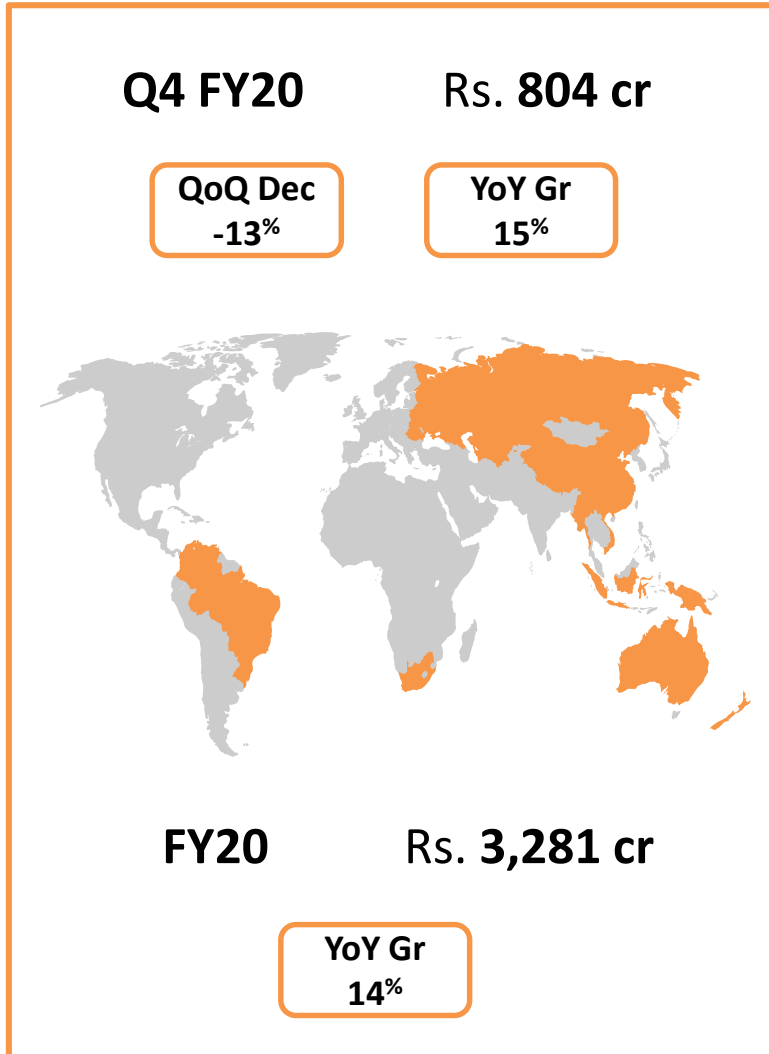 Q4 FY20 Rs. 804 cr
QoQ Dec
-13%
YoY Gr
15%
FY20 Rs. 3,281 cr
YoY Gr
14%